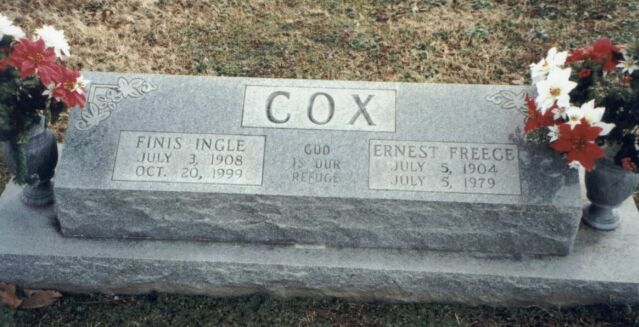 COX
FINIS INGLE
JULY 3, 1908
OCT. 20, 1999
GOD
IS OUR
REFUGE
ERNEST FREECE
JULY 5, 1904
JULY 5, 1979